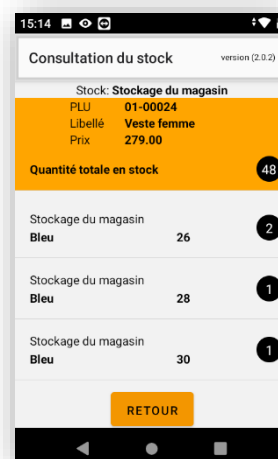 15:14
Consultation du stock version (2.0.2)
Stock: Stockage du magasin
PLU 01-00024
Libellé Veste femme
Prix 279.00
Quantité totale en stock 48
Stockage du magasin
Bleu 26 2
Stockage du magasin
Bleu 28 1
Stockage du magasin
Bleu 30 1
RETOUR